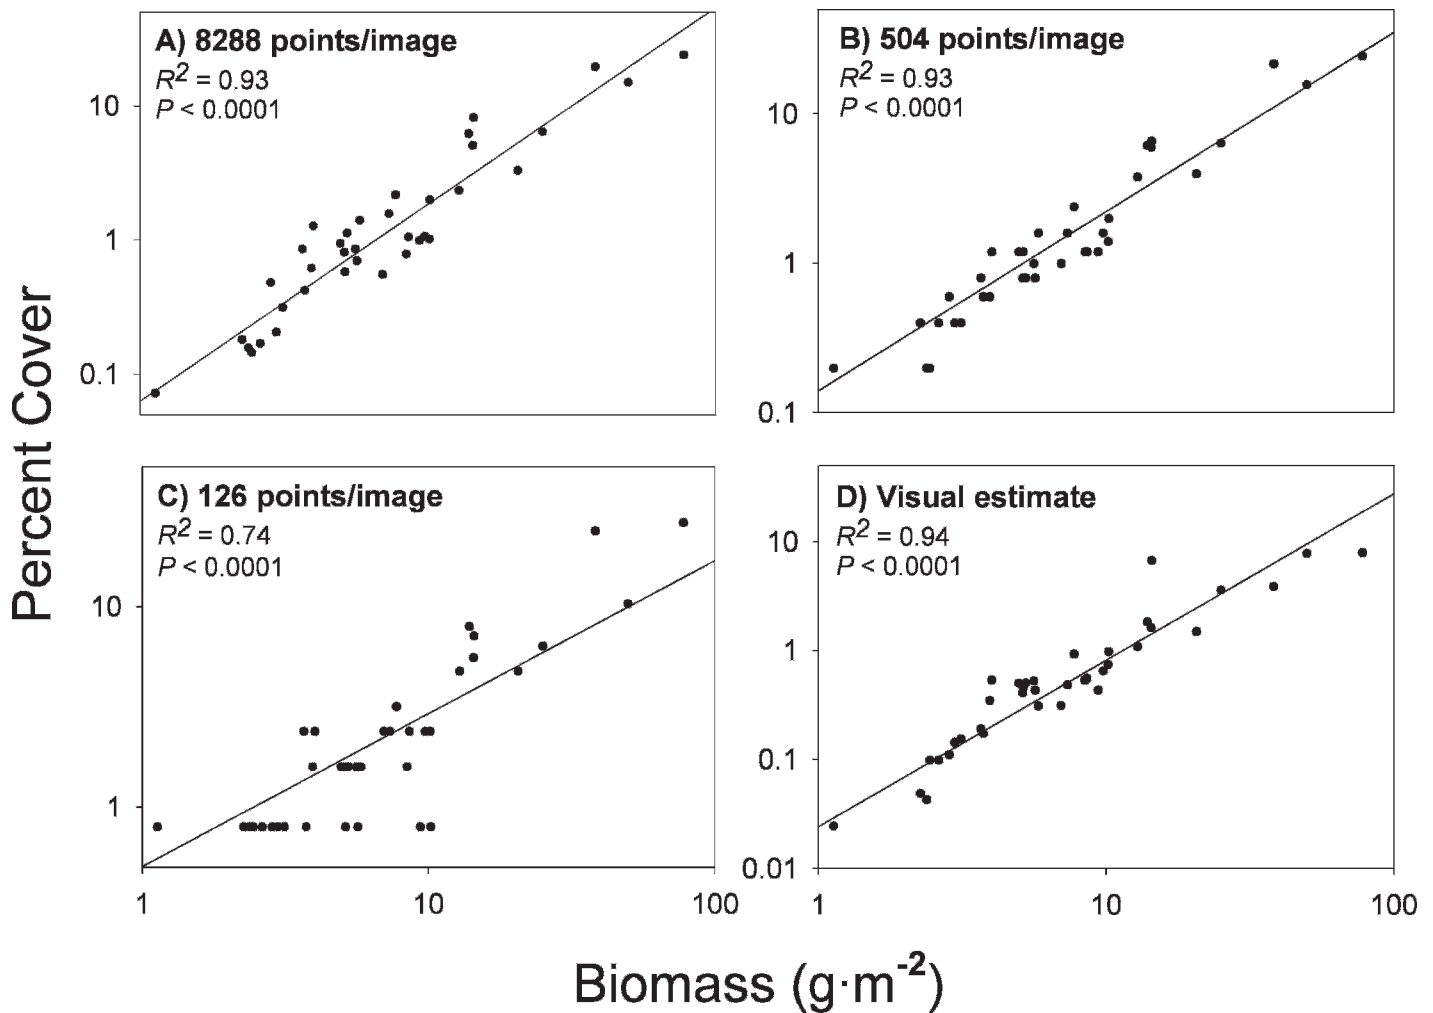 A) 8288 points/image
R² = 0.93
P < 0.0001
10
1
0.1
B) 504 points/image
R² = 0.93
P < 0.0001
10
1
0.1
Percent Cover
C) 126 points/image
R² = 0.74
P < 0.0001
10
1
1 10 100
D) Visual estimate
R² = 0.94
P < 0.0001
10
1
0.1
0.01
1 10 100
Biomass (g·m⁻²)